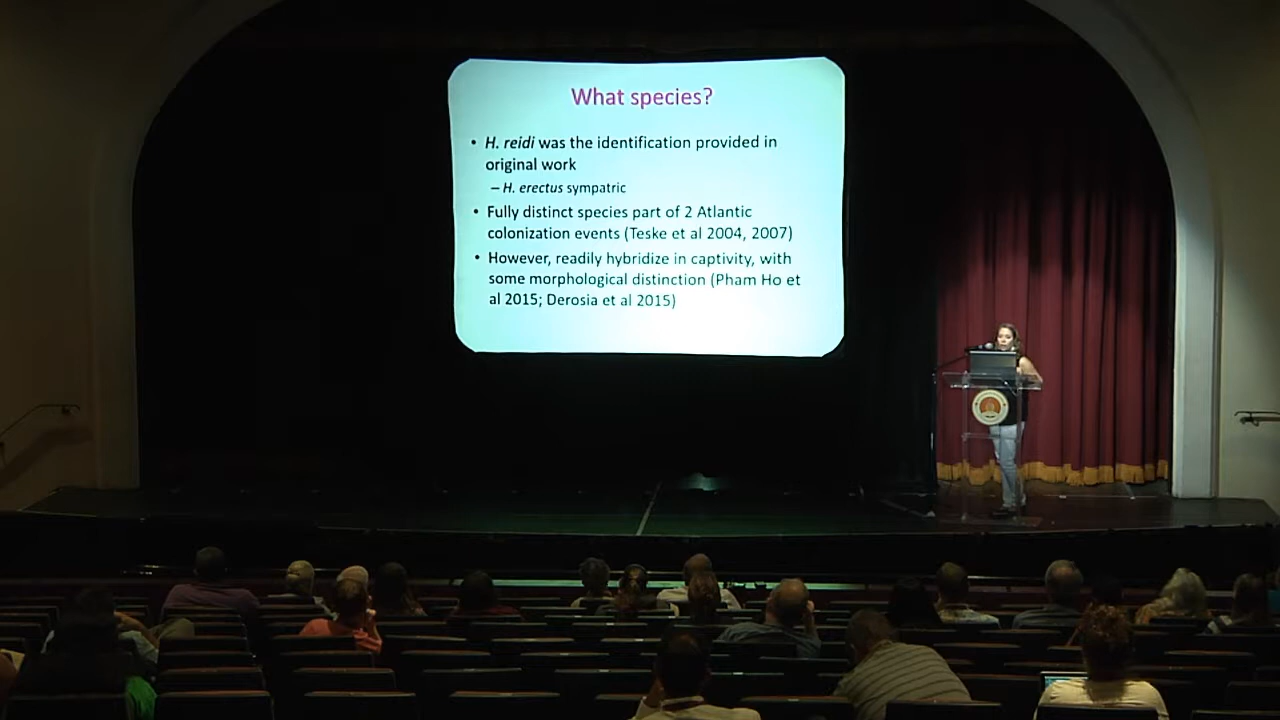 What species?
• H. reidi was the identification provided in
original work
– H. erectus sympatric
• Fully distinct species part of 2 Atlantic
colonization events (Teske et al 2004, 2007)
• However, readily hybridize in captivity, with
some morphological distinction (Pham Ho et
al 2015; Derosia et al 2015)